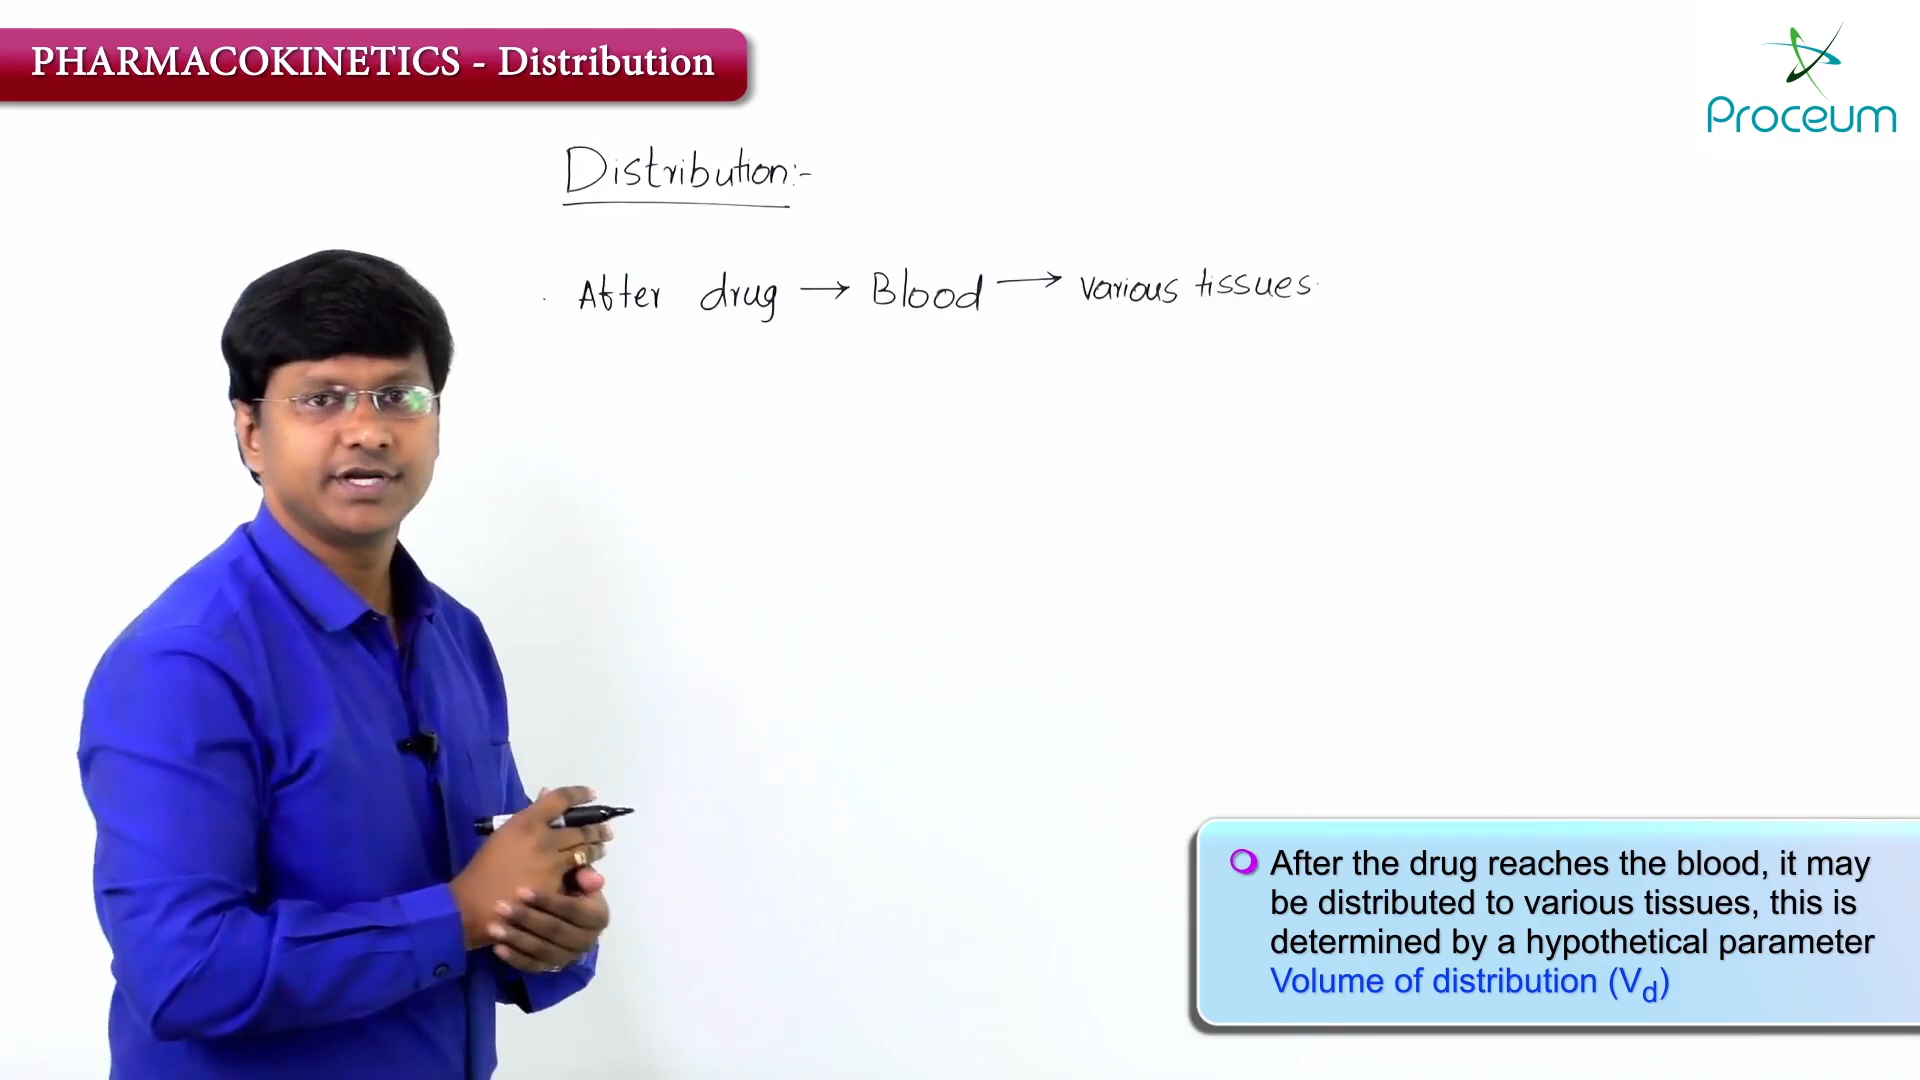 PHARMACOKINETICS - Distribution
Proceum
Distribution:-
After drug → Blood → various tissues.
After the drug reaches the blood, it may
be distributed to various tissues, this is
determined by a hypothetical parameter
Volume of distribution (Vd)